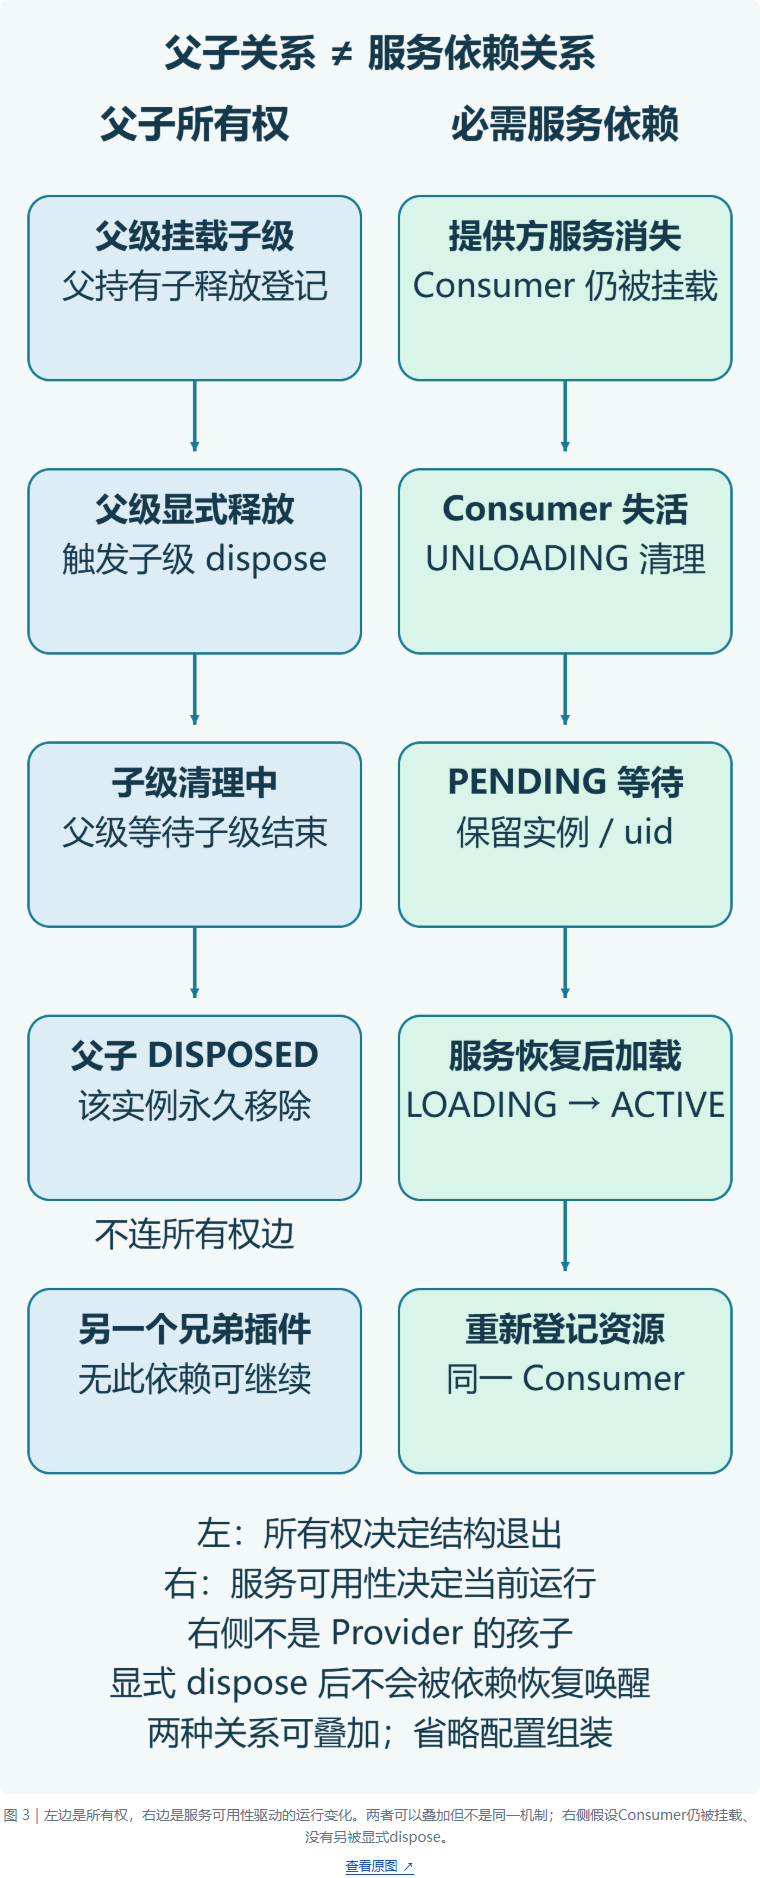 父子关系 ≠ 服务依赖关系
父子所有权
必需服务依赖
父级挂载子级
父持有子释放登记
父级显式释放
触发子级 dispose
子级清理中
父级等待子级结束
父子 DISPOSED
该实例永久移除
不连所有权边
另一个兄弟插件
无此依赖可继续
提供方服务消失
Consumer 仍被挂载
Consumer 失活
UNLOADING 清理
PENDING 等待
保留实例 / uid
服务恢复后加载
LOADING → ACTIVE
重新登记资源
同一 Consumer
左：所有权决定结构退出
右：服务可用性决定当前运行
右侧不是 Provider 的孩子
显式 dispose 后不会被依赖恢复唤醒
两种关系可叠加；省略配置组装
图 3｜左边是所有权，右边是服务可用性驱动的运行变化。两者可以叠加但不是同一机制；右侧假设Consumer仍被挂载、
没有另被显式dispose。
查看原图 ↗